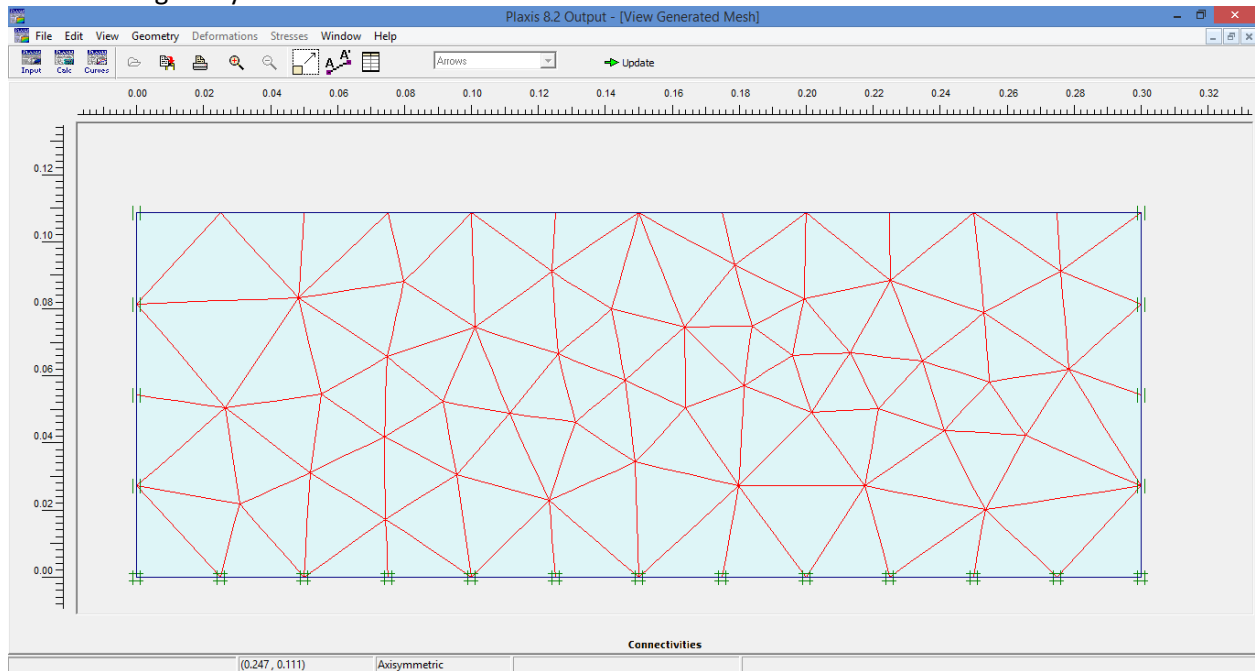 Plaxis 8.2 Output - [View Generated Mesh]
File Edit View Geometry Deformations Stresses Window Help
Input Calc Curves A A' Arrows Update
0.00 0.02 0.04 0.06 0.08 0.10 0.12 0.14 0.16 0.18 0.20 0.22 0.24 0.26 0.28 0.30 0.32
0.12
0.10
0.08
0.06
0.04
0.02
0.00
Connectivities
(0.247 , 0.111) Axisymmetric